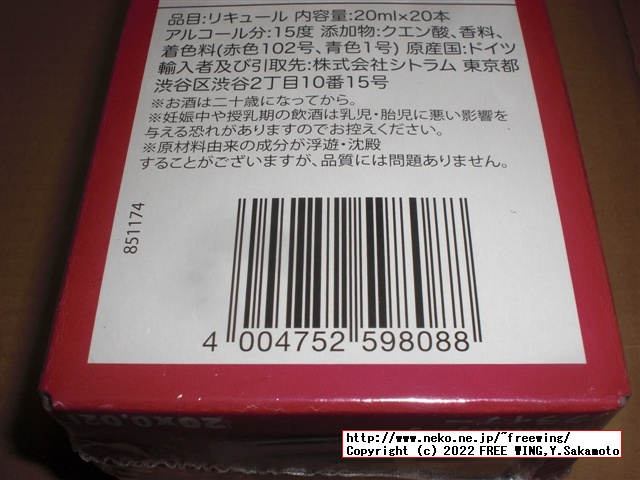 品目:リキュール 内容量:20ml×20本
アルコール分:15度 添加物:クエン酸、香料、
着色料(赤色102号、青色1号) 原産国:ドイツ
輸入者及び引取先:株式会社シトラム 東京都
渋谷区渋谷2丁目10番15号
※お酒は二十歳になってから。
※妊娠中や授乳期の飲酒は乳児・胎児に悪い影響を
与える恐れがありますのでお控えください。
※原材料由来の成分が浮遊・沈殿
することがございますが、品質には問題ありません。
851174
4 004752 598088
http://www.neko.ne.jp/~freewing/
Copyright (c) 2022 FREE WING,Y.Sakamoto